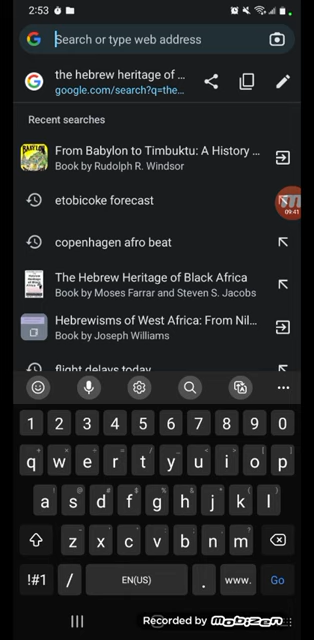 2:53
Search or type web address
the hebrew heritage of ...
google.com/search?q=the...
Recent searches
From Babylon to Timbuktu: A History ...
Book by Rudolph R. Windsor
etobicoke forecast
09:41
copenhagen afro beat
The Hebrew Heritage of Black Africa
Book by Moses Farrar and Steven S. Jacobs
Hebrewisms of West Africa: From Nil...
Book by Joseph Williams
flight delays today
1 2 3 4 5 6 7 8 9 0
q w e r t y u i o p
a s d f g h j k l
z x c v b n m
!#1 / EN(US) . www. Go
Recorded by Mobizen